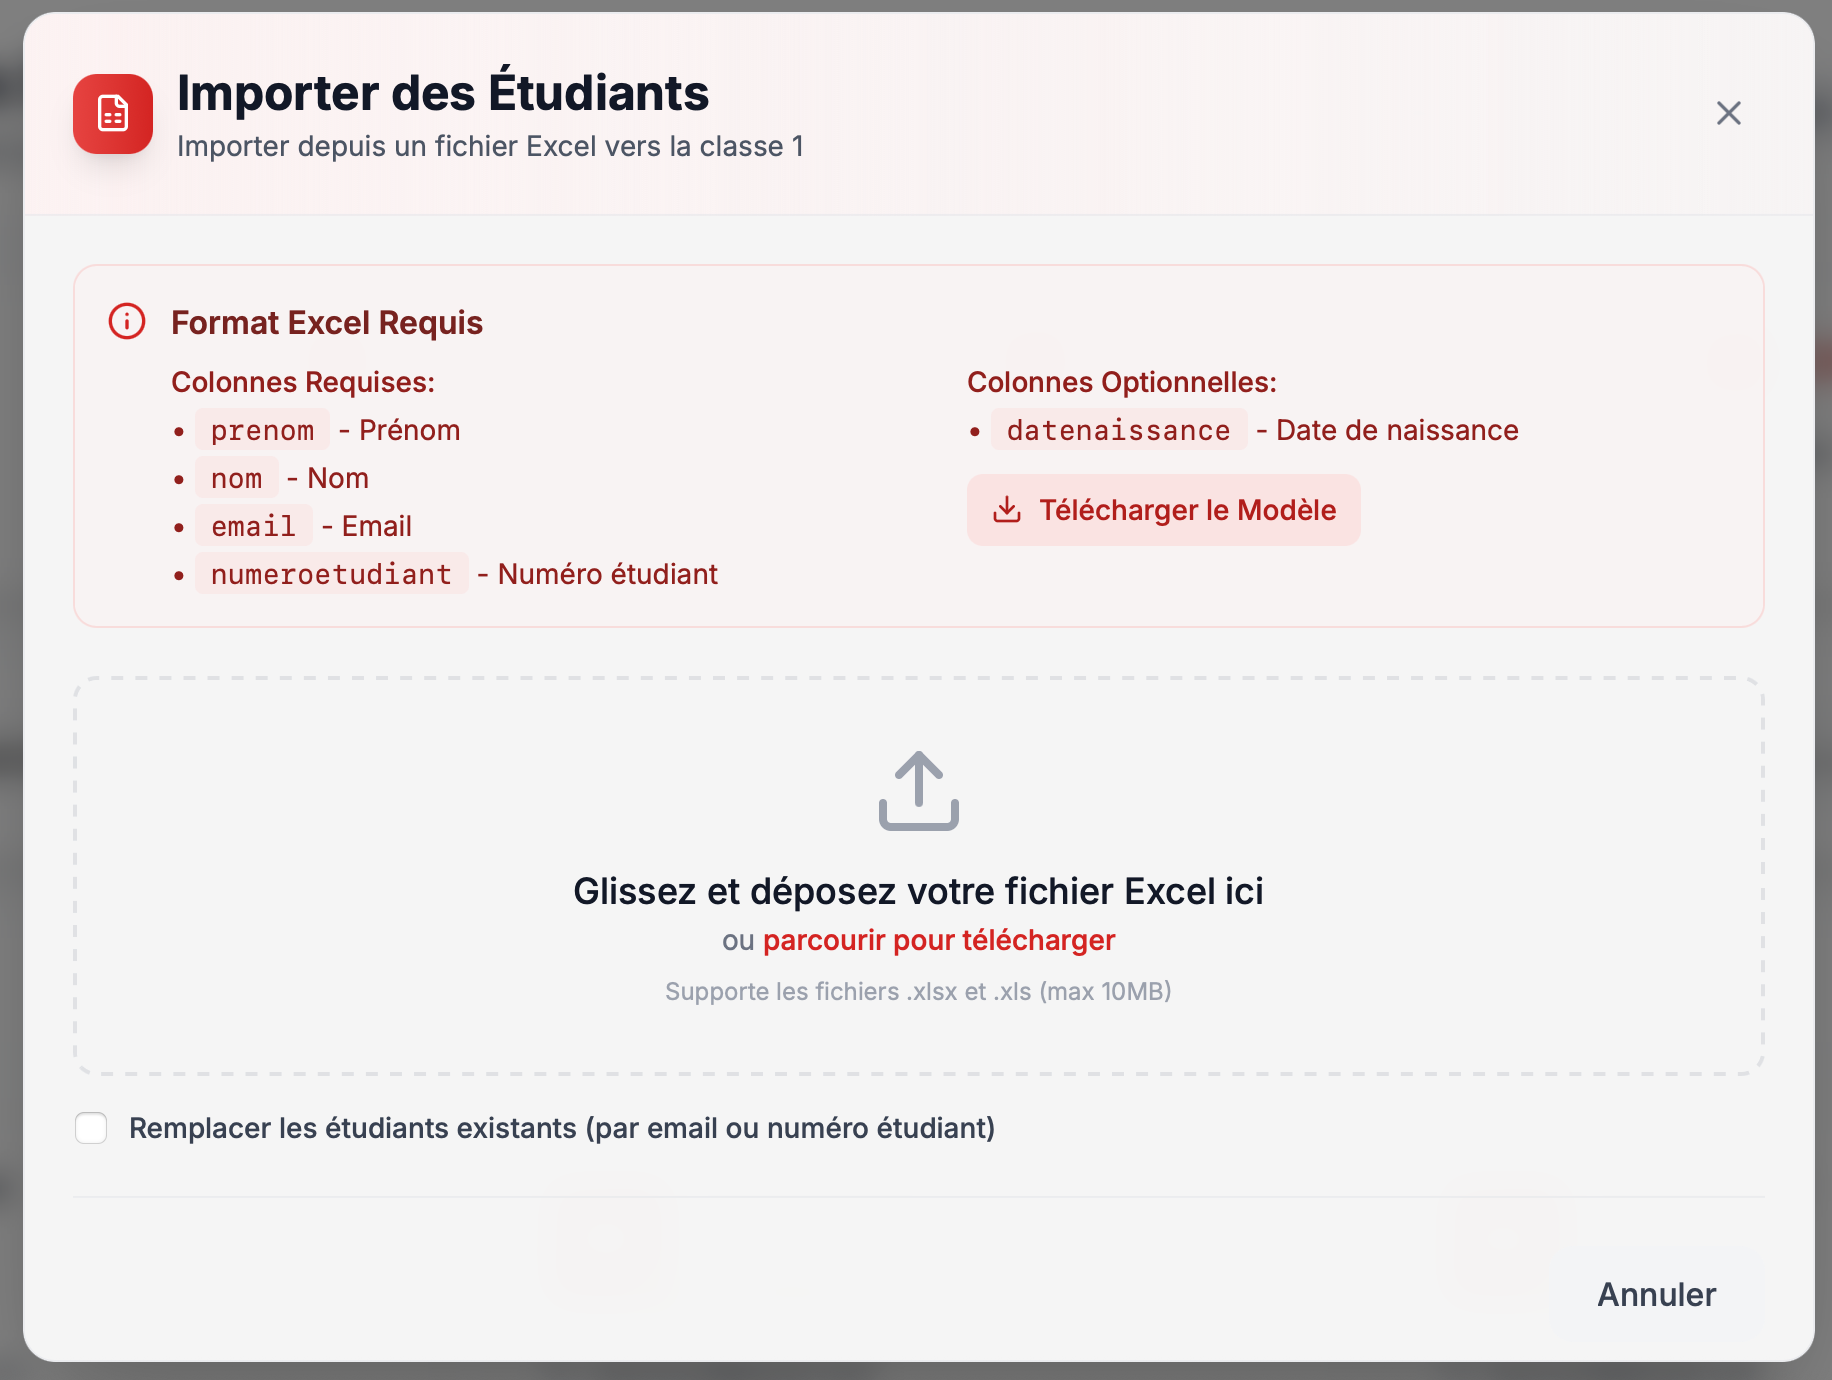 Importer des Étudiants
Importer depuis un fichier Excel vers la classe 1
Format Excel Requis
Colonnes Requises:
• prenom - Prénom
• nom - Nom
• email - Email
• numeroetudiant - Numéro étudiant
Colonnes Optionnelles:
• datenaissance - Date de naissance
Télécharger le Modèle
Glissez et déposez votre fichier Excel ici
ou parcourir pour télécharger
Supporte les fichiers .xlsx et .xls (max 10MB)
Remplacer les étudiants existants (par email ou numéro étudiant)
Annuler